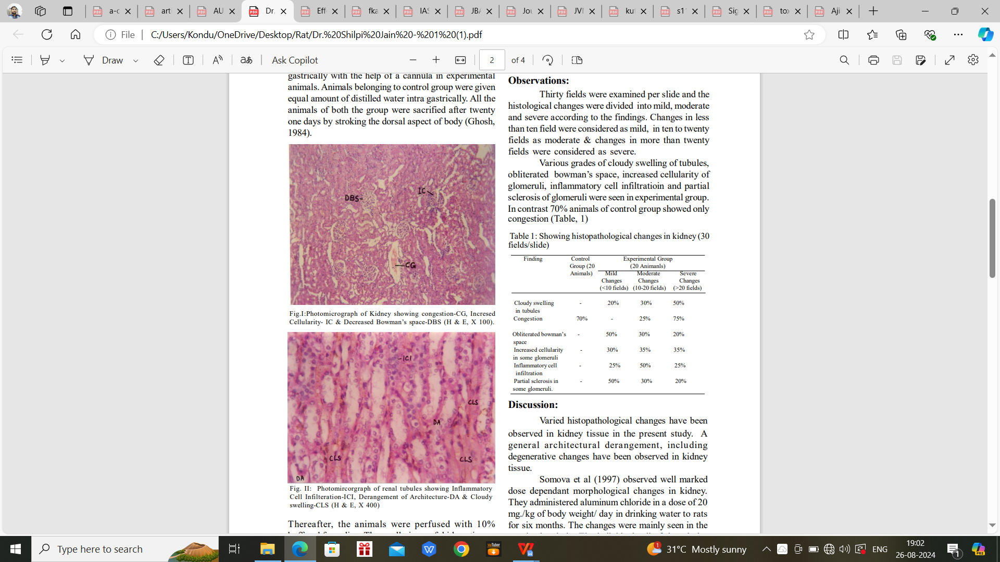 a-c
arti
AU
Dr.
Eff
fka
IAS
JBA
Jou
JVI
kuf
s1
Sig
tox
Aji
File
C:/Users/Kondu/OneDrive/Desktop/Rat/Dr.%20Shilpi%20Jain%20-%201%20(1).pdf
Draw
Ask Copilot
2 of 4
gastrically with the help of a cannula in experimental
animals. Animals belonging to control group were given
equal amount of distilled water intra gastrically. All the
animals of both the group were sacrified after twenty
one days by stroking the dorsal aspect of body (Ghosh,
1984).
DBS-
IC
-CG
Fig.I:Photomicrograph of Kidney showing congestion-CG, Incresed
Cellularity- IC & Decreased Bowman's space-DBS (H & E, X 100).
-ICI
CLS
DA
CLS
CLS
DA
Fig. II: Photomircorgraph of renal tubules showing Inflammatory
Cell Infilteration-ICI, Derangement of Architecture-DA & Cloudy
swelling-CLS (H & E, X 400)
Thereafter, the animals were perfused with 10%
Observations:
Thirty fields were examined per slide and the
histological changes were divided into mild, moderate
and severe according to the findings. Changes in less
than ten field were considered as mild, in ten to twenty
fields as moderate & changes in more than twenty
fields were considered as severe.
Various grades of cloudy swelling of tubules,
obliterated bowman's space, increased cellularity of
glomeruli, inflammatory cell infiltratioin and partial
sclerosis of glomeruli were seen in experimental group.
In contrast 70% animals of control group showed only
congestion (Table, 1)
Table 1: Showing histopathological changes in kidney (30
fields/slide)
Finding Control Experimental Group
Group (20 (20 Animanls)
Animals) Mild Moderate Severe
Changes Changes Changes
(<10 fields) (10-20 fields) (>20 fields)
Cloudy swelling - 20% 30% 50%
in tubules
Congestion 70% - 25% 75%
Obliterated bowman's - 50% 30% 20%
space
Increased cellularity - 30% 35% 35%
in some glomeruli
Inflammatory cell - 25% 50% 25%
infiltration
Partial sclerosis in - 50% 30% 20%
some glomeruli.
Discussion:
Varied histopathological changes have been
observed in kidney tissue in the present study. A
general architectural derangement, including
degenerative changes have been observed in kidney
tissue.
Somova et al (1997) observed well marked
dose dependant morphological changes in kidney.
They administered aluminum chloride in a dose of 20
mg./kg of body weight/ day in drinking water to rats
for six months. The changes were mainly seen in the
Type here to search
31°C Mostly sunny
ENG
19:02
26-08-2024